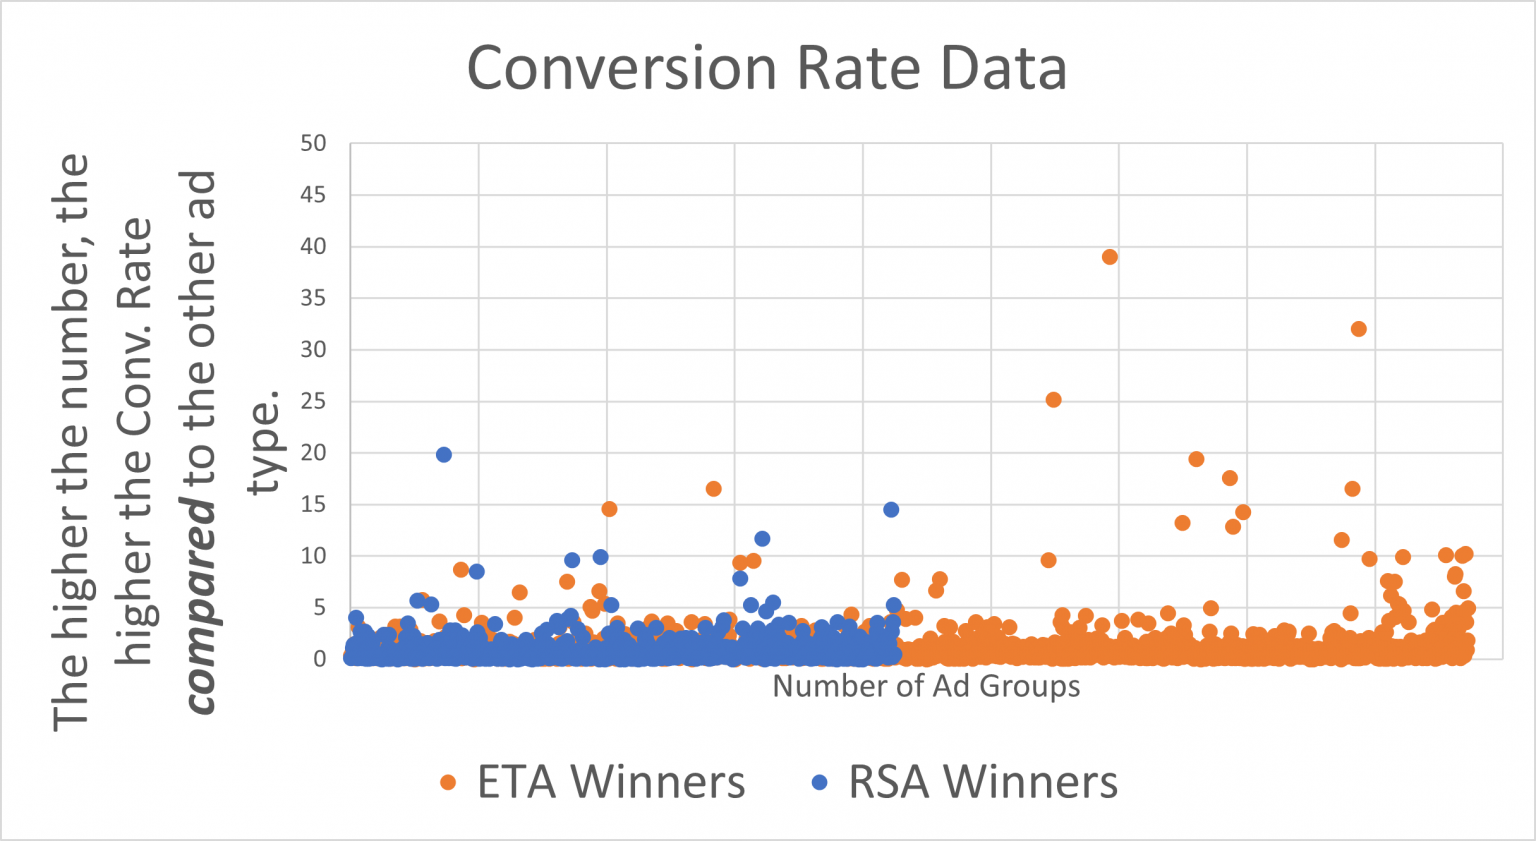 Conversion Rate Data
The higher the number, the
higher the Conv. Rate
compared to the other ad
type.
50
45
40
35
30
25
20
15
10
5
0
Number of Ad Groups
ETA Winners
RSA Winners